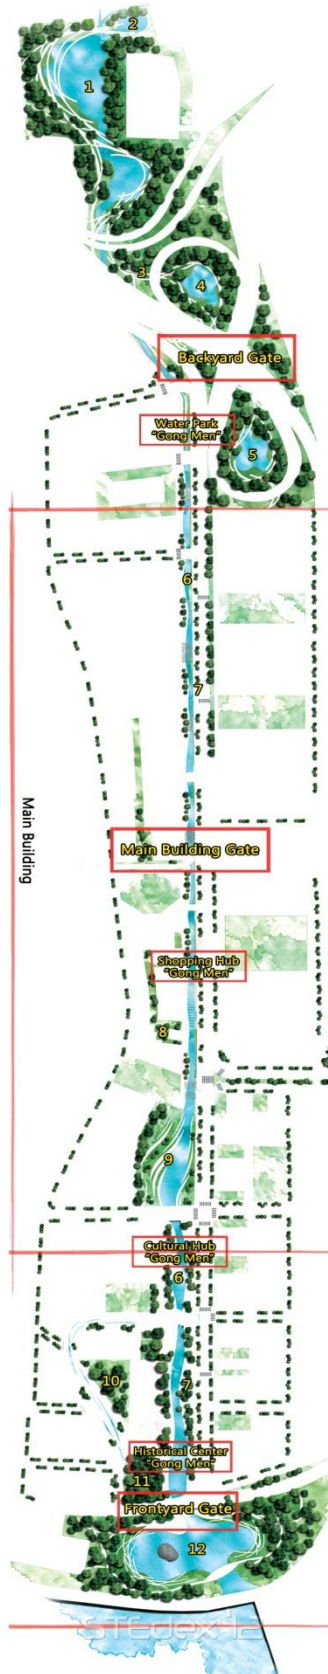 2
1
3
4
Backyard Gate
Water Park
"Gong Men"
5
6
7
Main Building
Main Building Gate
Shopping Hub
"Gong Men"
8
9
Cultural Hub
"Gong Men"
6
10
7
Historical Center
"Gong Men"
11
Frontyard Gate
12